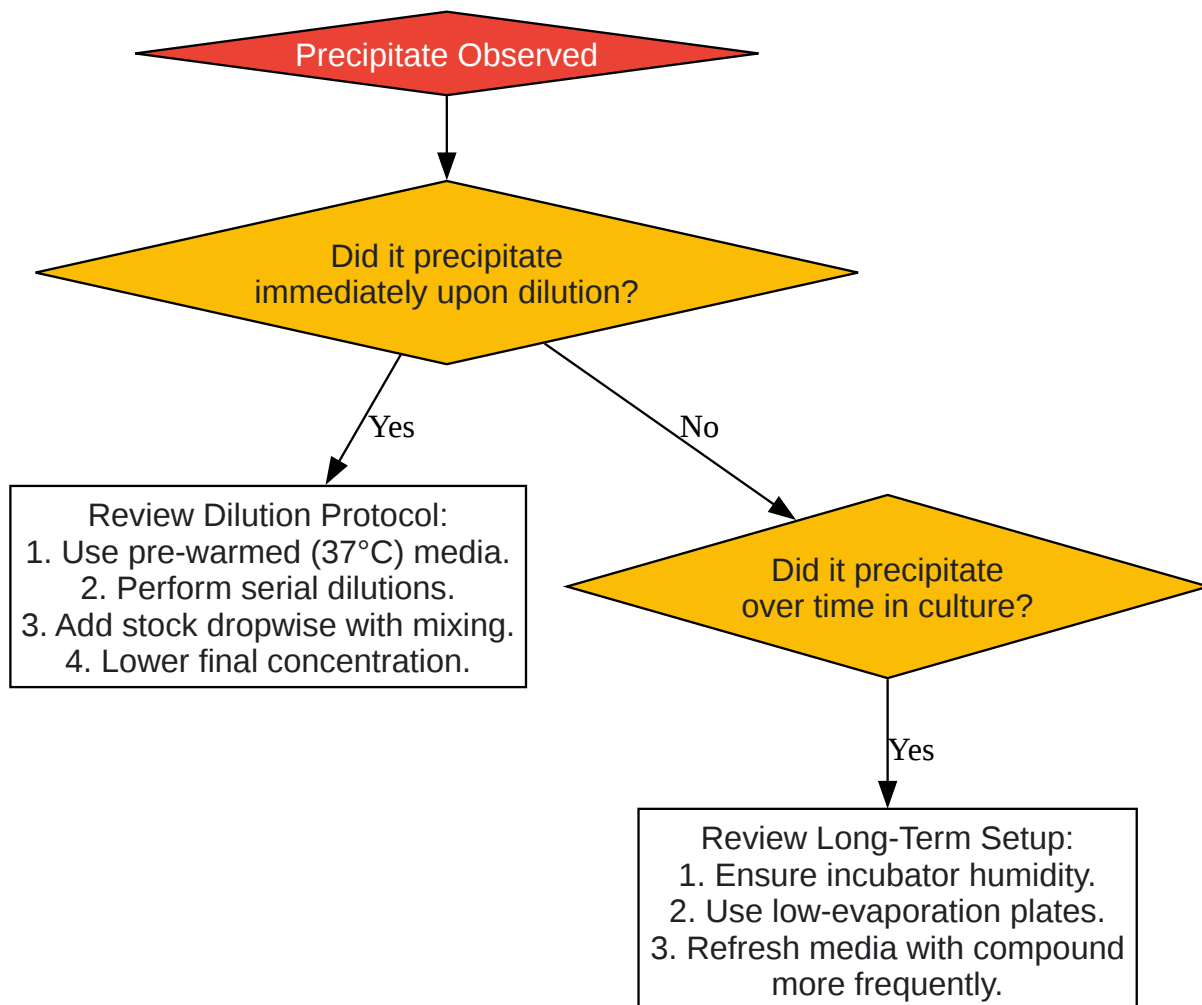 Precipitate Observed
Did it precipitate
immediately upon dilution?
Yes
No
Review Dilution Protocol:
1. Use pre-warmed (37°C) media.
2. Perform serial dilutions.
3. Add stock dropwise with mixing.
4. Lower final concentration.
Did it precipitate
over time in culture?
Yes
Review Long-Term Setup:
1. Ensure incubator humidity.
2. Use low-evaporation plates.
3. Refresh media with compound
more frequently.